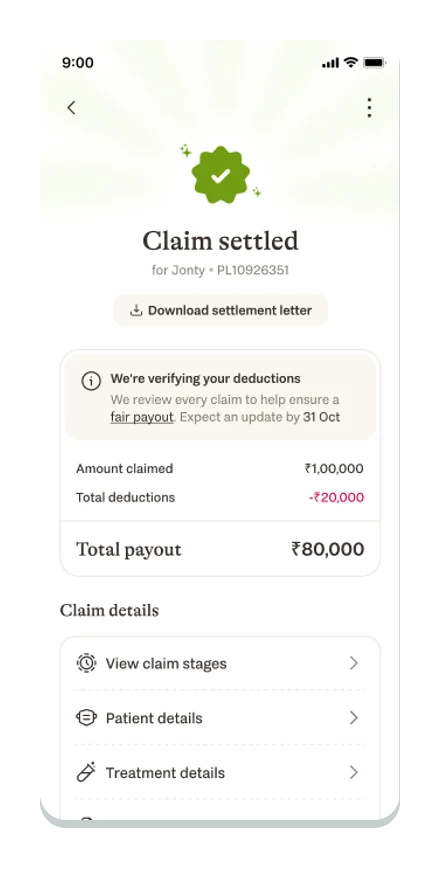 9:00
Claim settled
for Jonty • PL10926351
Download settlement letter
We're verifying your deductions
We review every claim to help ensure a
fair payout. Expect an update by 31 Oct
Amount claimed ₹1,00,000
Total deductions -₹20,000
Total payout ₹80,000
Claim details
View claim stages
Patient details
Treatment details